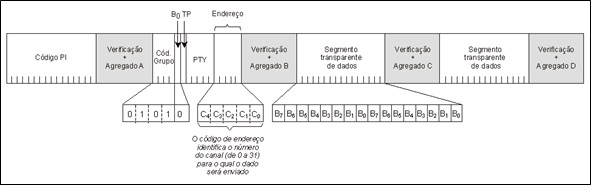 B0 TP Endereço
Código PI
Verificação + Agregado A
Cód. Grupo
PTY
Verificação + Agregado B
Segmento transparente de dados
Verificação + Agregado C
Segmento transparente de dados
Verificação + Agregado D
0 1 0 1 0
C4 C3 C2 C1 C0
B7 B6 B5 B4 B3 B2 B1 B0 B7 B6 B5 B4 B3 B2 B1 B0
O código de endereço
identifica o número
do canal (de 0 a 31)
para o qual o dado
será enviado